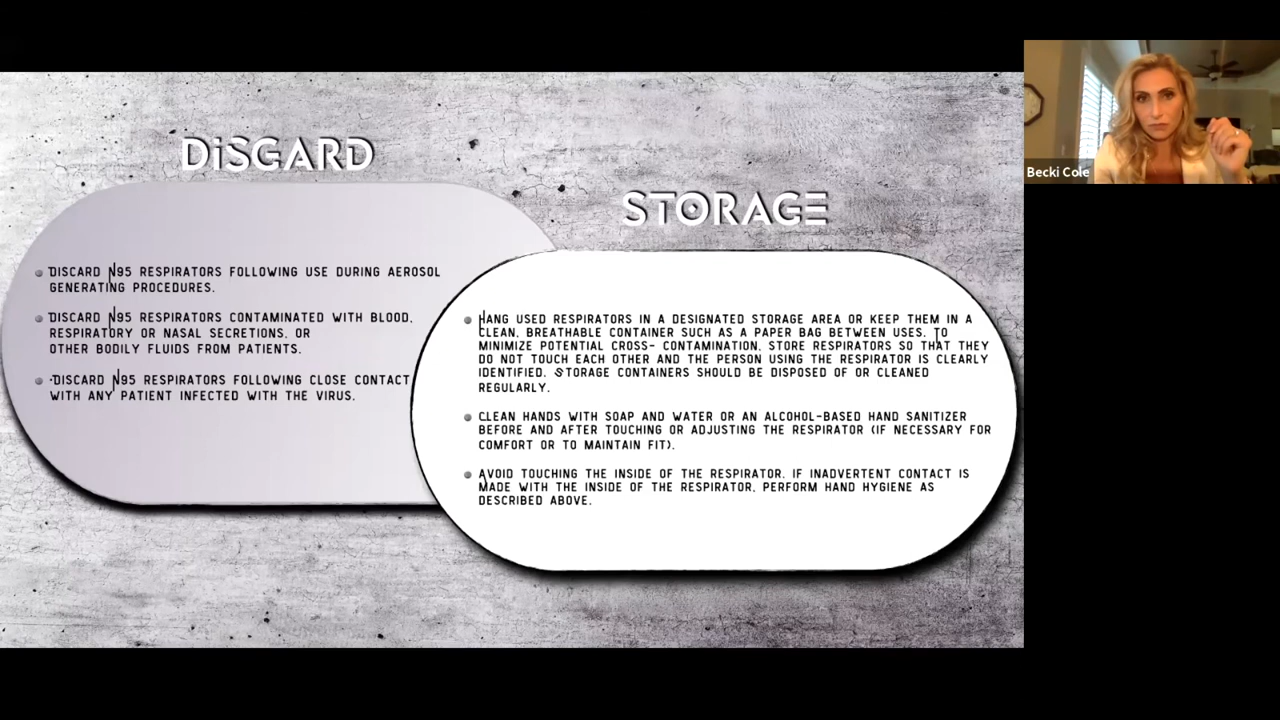 DiSGARD
DISCARD N95 RESPIRATORS FOLLOWING USE DURING AEROSOL
GENERATING PROCEDURES.
DISCARD N95 RESPIRATORS CONTAMINATED WITH BLOOD,
RESPIRATORY OR NASAL SECRETIONS, OR
OTHER BODILY FLUIDS FROM PATIENTS.
·DISCARD N95 RESPIRATORS FOLLOWING CLOSE CONTACT
WITH ANY PATIENT INFECTED WITH THE VIRUS.
STORAGE
HANG USED RESPIRATORS IN A DESIGNATED STORAGE AREA OR KEEP THEM IN A
CLEAN, BREATHABLE CONTAINER SUCH AS A PAPER BAG BETWEEN USES. TO
MINIMIZE POTENTIAL CROSS- CONTAMINATION, STORE RESPIRATORS SO THAT THEY
DO NOT TOUCH EACH OTHER AND THE PERSON USING THE RESPIRATOR IS CLEARLY
IDENTIFIED. STORAGE CONTAINERS SHOULD BE DISPOSED OF OR CLEANED
REGULARLY.
CLEAN HANDS WITH SOAP AND WATER OR AN ALCOHOL-BASED HAND SANITIZER
BEFORE AND AFTER TOUCHING OR ADJUSTING THE RESPIRATOR (IF NECESSARY FOR
COMFORT OR TO MAINTAIN FIT).
AVOID TOUCHING THE INSIDE OF THE RESPIRATOR. IF INADVERTENT CONTACT IS
MADE WITH THE INSIDE OF THE RESPIRATOR, PERFORM HAND HYGIENE AS
DESCRIBED ABOVE.
Becki Cole